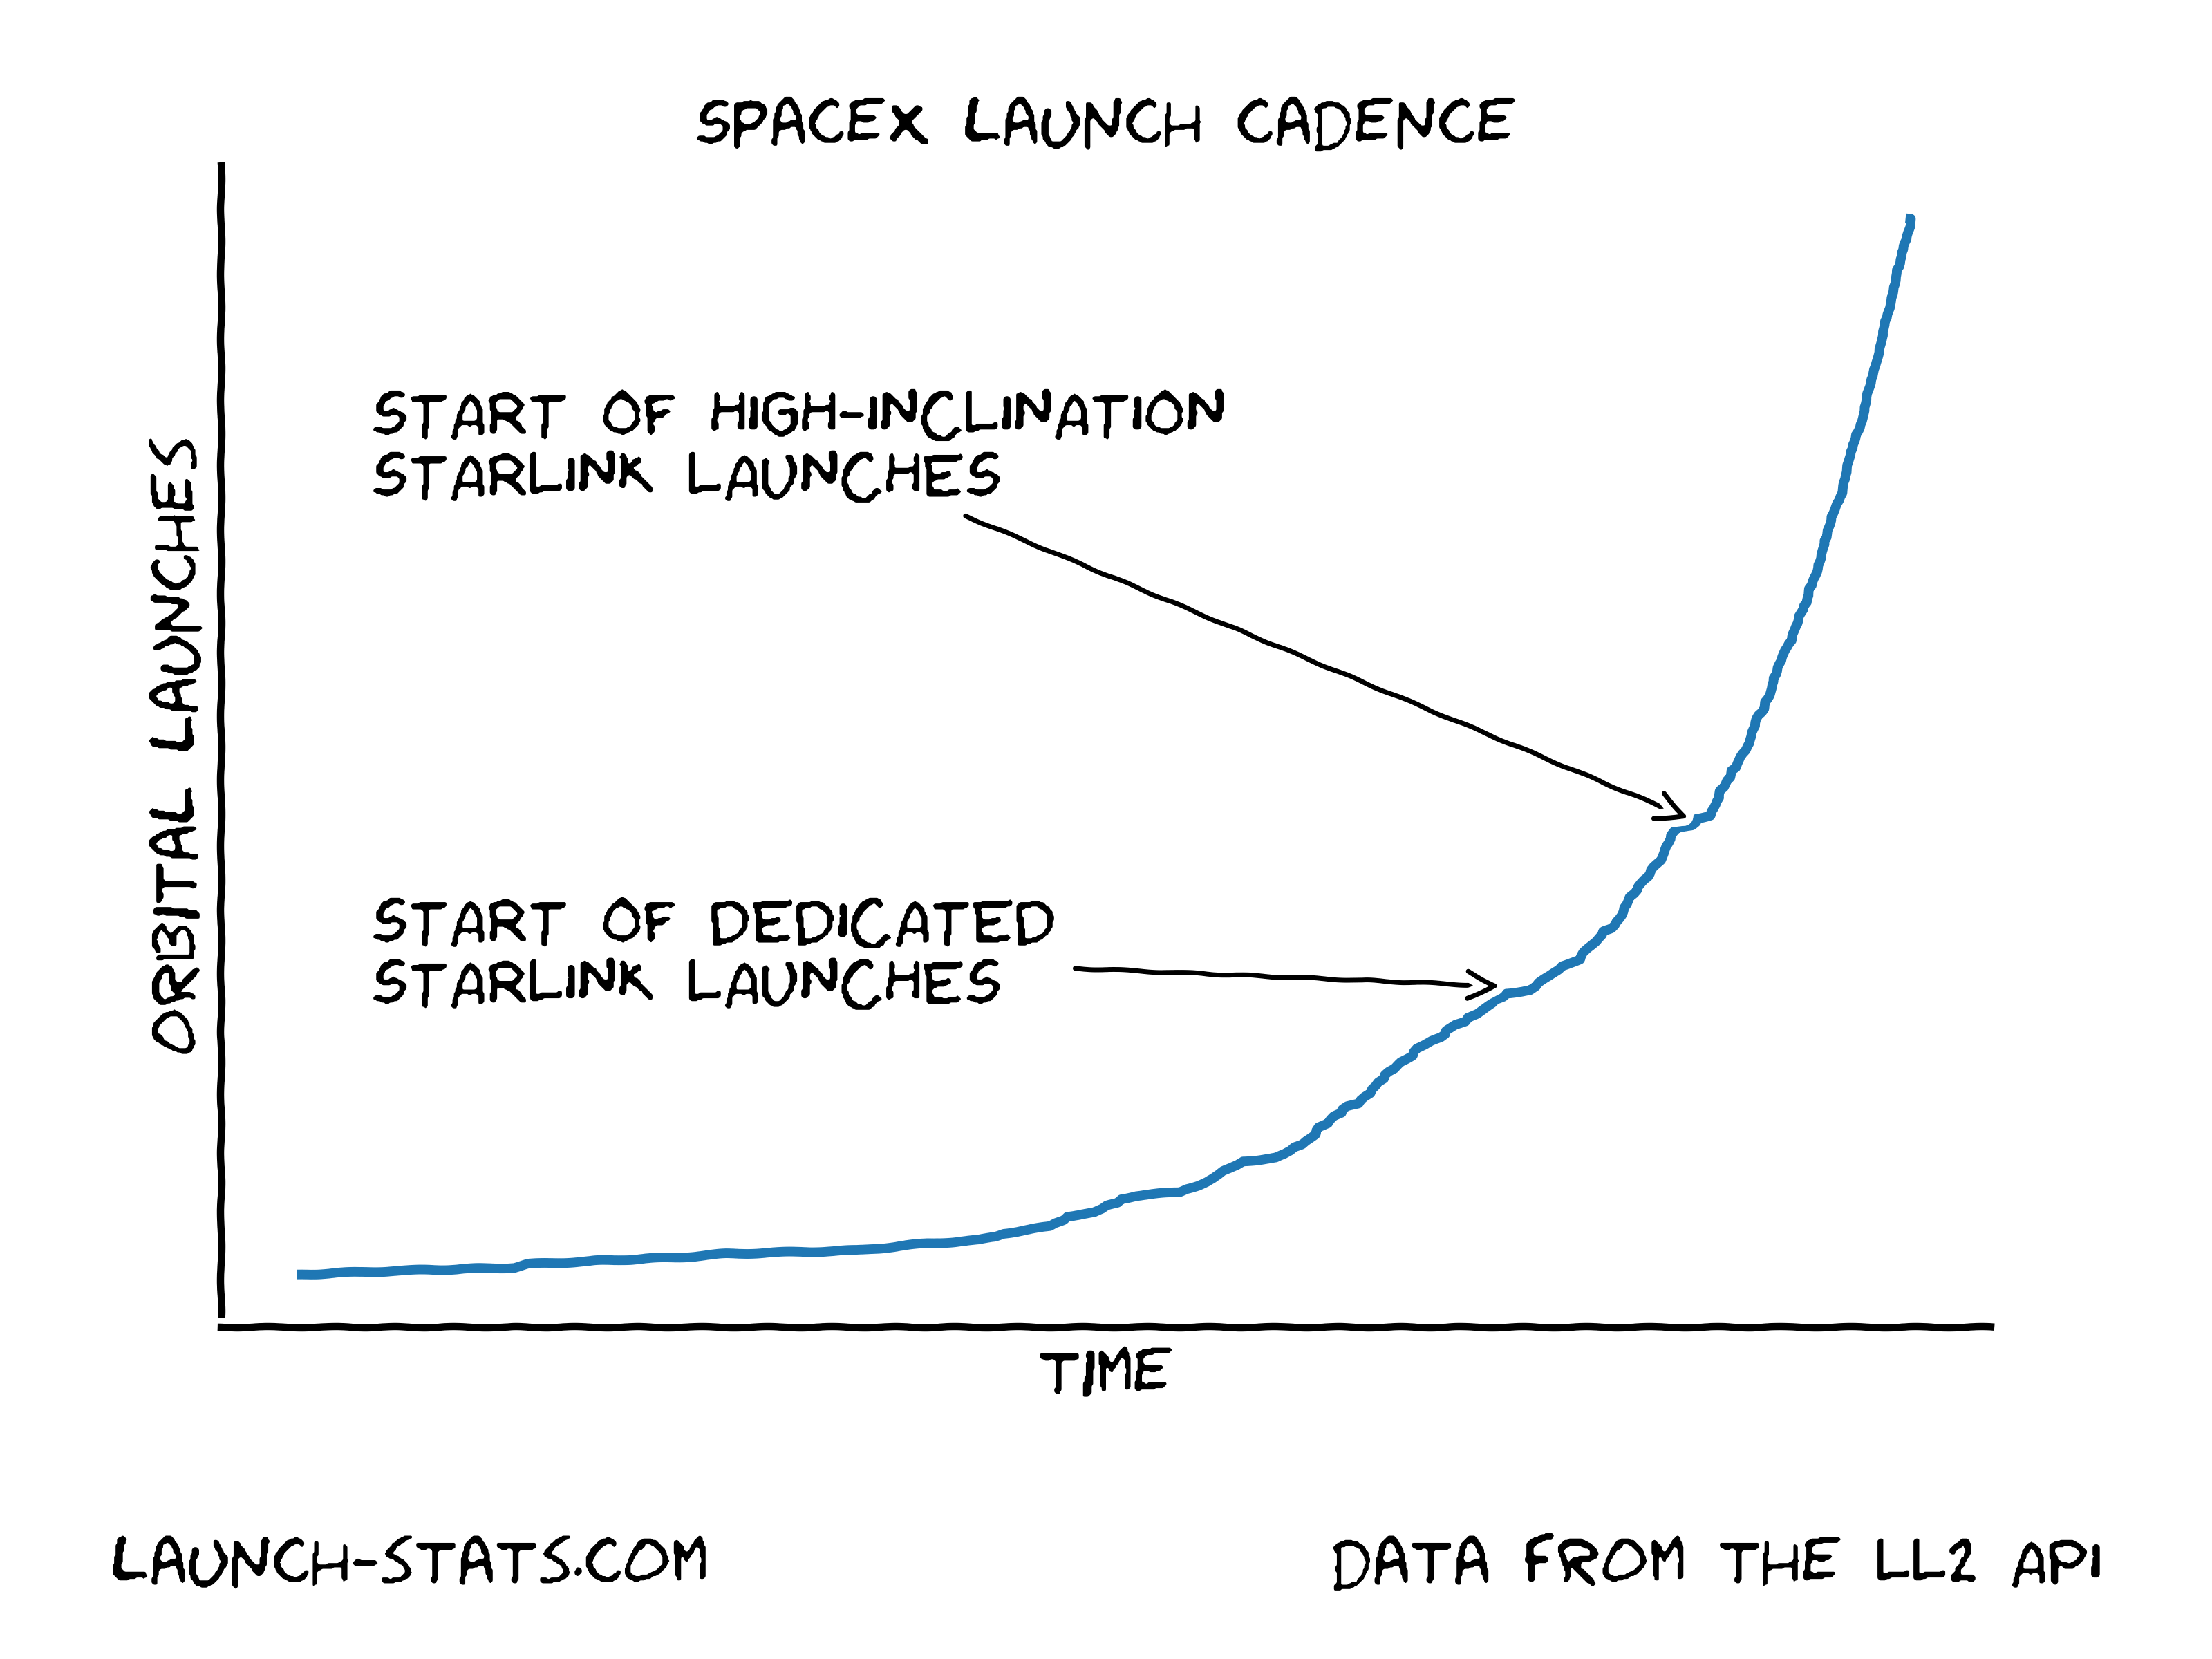 SPACEX LAUNCH CADENCE
START OF HIGH-INCLINATION
STARLINK LAUNCHES
ORBITAL LAUNCHES
START OF DEDICATED
STARLINK LAUNCHES
TIME
LAUNCH-STATS.COM
DATA FROM THE LL2 API